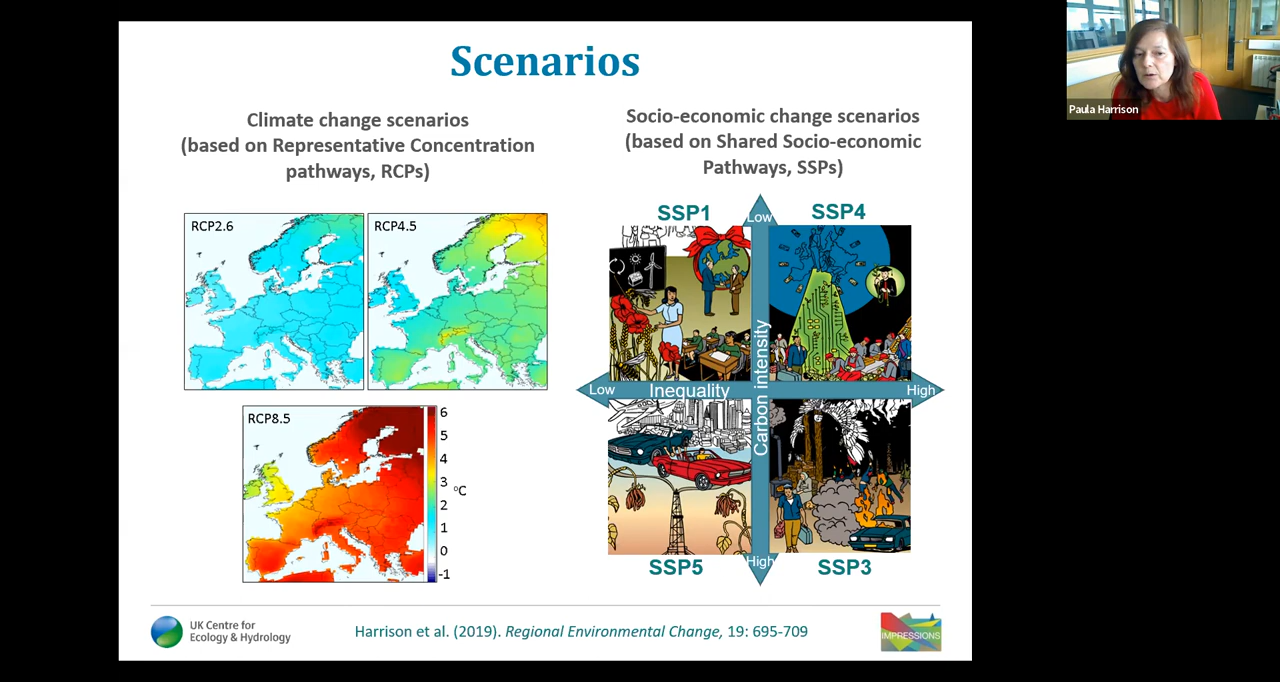 Scenarios
Climate change scenarios
(based on Representative Concentration
pathways, RCPs)
Socio-economic change scenarios
(based on Shared Socio-economic
Pathways, SSPs)
RCP2.6
RCP4.5
RCP8.5
6
5
4
3
2
1
0
-1
°C
SSP1
Low
SSP4
Low
Inequality
High
Carbon intensity
SSP5
High
SSP3
UK Centre for
Ecology & Hydrology
Harrison et al. (2019). Regional Environmental Change, 19: 695-709
IMPRESSIONS
Paula Harrison